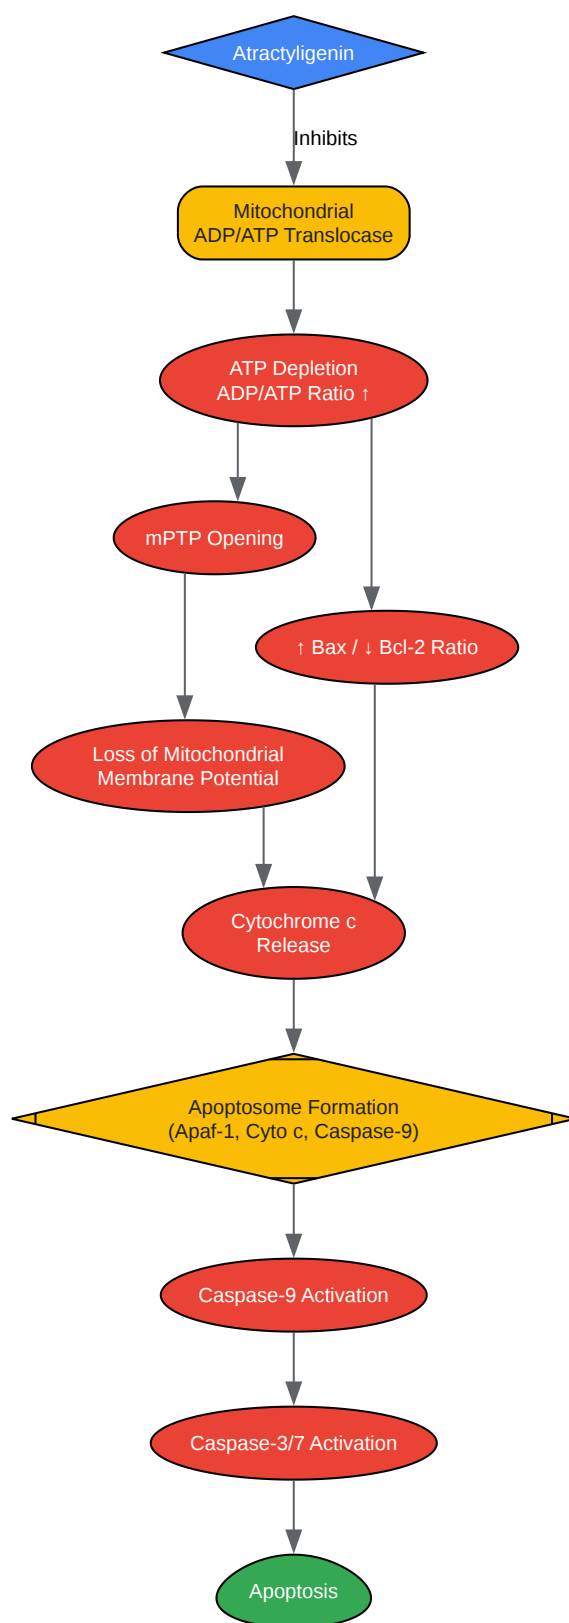 Atractyligenin
Inhibits
Mitochondrial
ADP/ATP Translocase
ATP Depletion
ADP/ATP Ratio ↑
mPTP Opening
↑ Bax / ↓ Bcl-2 Ratio
Loss of Mitochondrial
Membrane Potential
Cytochrome c
Release
Apoptosome Formation
(Apaf-1, Cyto c, Caspase-9)
Caspase-9 Activation
Caspase-3/7 Activation
Apoptosis